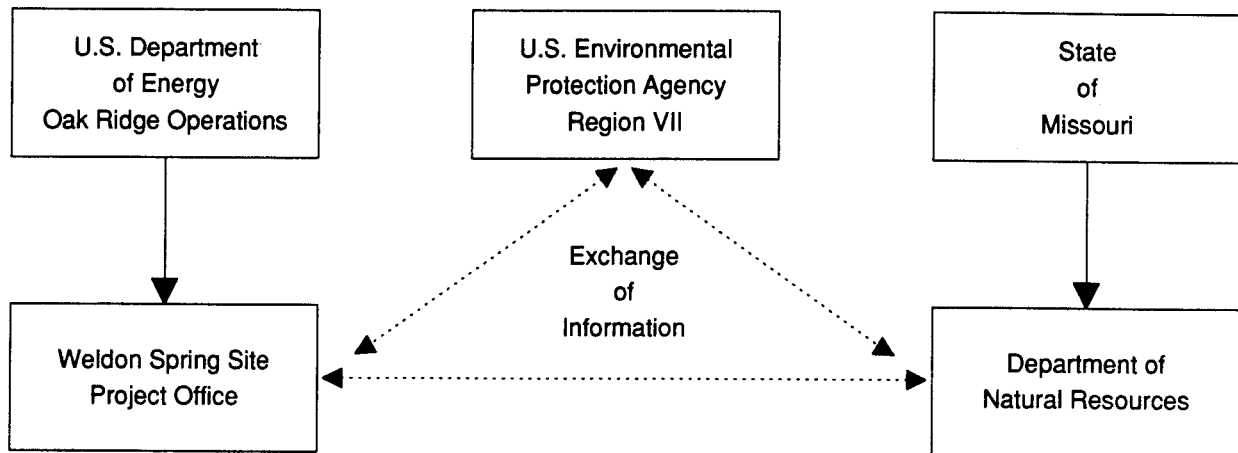 U.S. Department
of Energy
Oak Ridge Operations
U.S. Environmental
Protection Agency
Region VII
State
of
Missouri
Exchange
of
Information
Weldon Spring Site
Project Office
Department of
Natural Resources